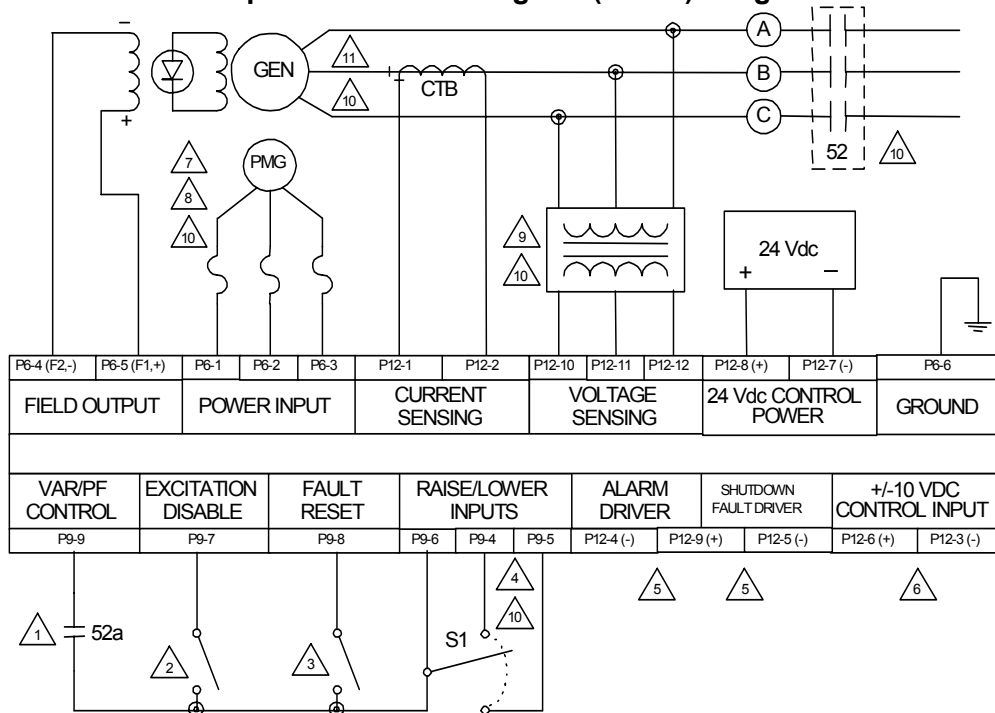 A
GEN
11
B
CTB
10
C
52
10
7
PMG
8
10
9
10
24 Vdc
+
−
−
+
P6-4 (F2,-) P6-5 (F1,+) P6-1 P6-2 P6-3 P12-1 P12-2 P12-10 P12-11 P12-12 P12-8 (+) P12-7 (-) P6-6
FIELD OUTPUT
POWER INPUT
CURRENT
SENSING
VOLTAGE
SENSING
24 Vdc CONTROL
POWER
GROUND
VAR/PF
CONTROL
EXCITATION
DISABLE
FAULT
RESET
RAISE/LOWER
INPUTS
ALARM
DRIVER
SHUTDOWN
FAULT DRIVER
+/-10 VDC
CONTROL INPUT
P9-9 P9-7 P9-8 P9-6 P9-4 P9-5 P12-4 (-) P12-9 (+) P12-5 (-) P12-6 (+) P12-3 (-)
4
10
5
5
6
1
52a
2
3
S1